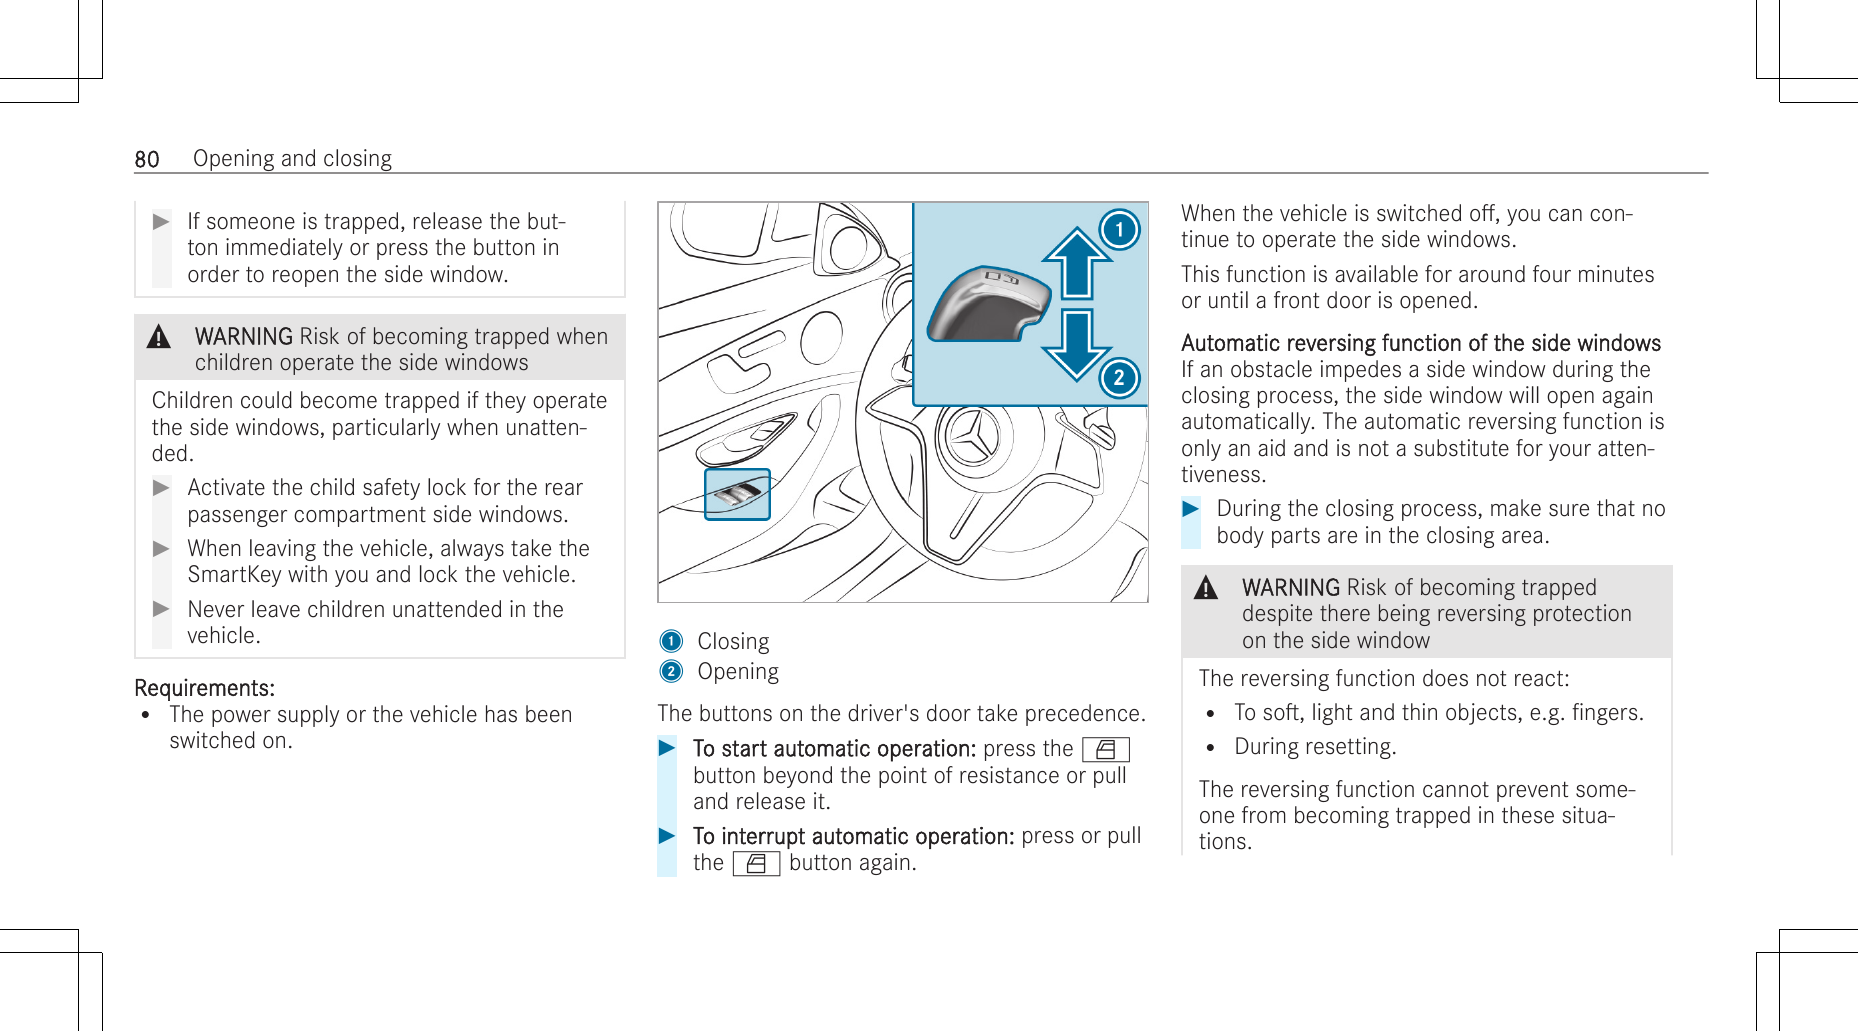 80 Opening and closing
▶ If someone is trapped, release the but-
ton immediately or press the button in
order to reopen the side window.
WARNING Risk of becoming trapped when
children operate the side windows
Children could become trapped if they operate
the side windows, particularly when unatten-
ded.
▶ Activate the child safety lock for the rear
passenger compartment side windows.
▶ When leaving the vehicle, always take the
SmartKey with you and lock the vehicle.
▶ Never leave children unattended in the
vehicle.
Requirements:
• The power supply or the vehicle has been
switched on.
1
2
1 Closing
2 Opening
The buttons on the driver's door take precedence.
▶ To start automatic operation: press the
button beyond the point of resistance or pull
and release it.
▶ To interrupt automatic operation: press or pull
the button again.
When the vehicle is switched off, you can con-
tinue to operate the side windows.
This function is available for around four minutes
or until a front door is opened.
Automatic reversing function of the side windows
If an obstacle impedes a side window during the
closing process, the side window will open again
automatically. The automatic reversing function is
only an aid and is not a substitute for your atten-
tiveness.
▶ During the closing process, make sure that no
body parts are in the closing area.
WARNING Risk of becoming trapped
despite there being reversing protection
on the side window
The reversing function does not react:
• To soft, light and thin objects, e.g. fingers.
• During resetting.
The reversing function cannot prevent some-
one from becoming trapped in these situa-
tions.